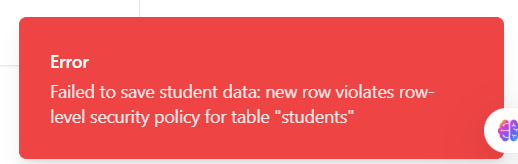 Error
Failed to save student data: new row violates row-
level security policy for table "students"